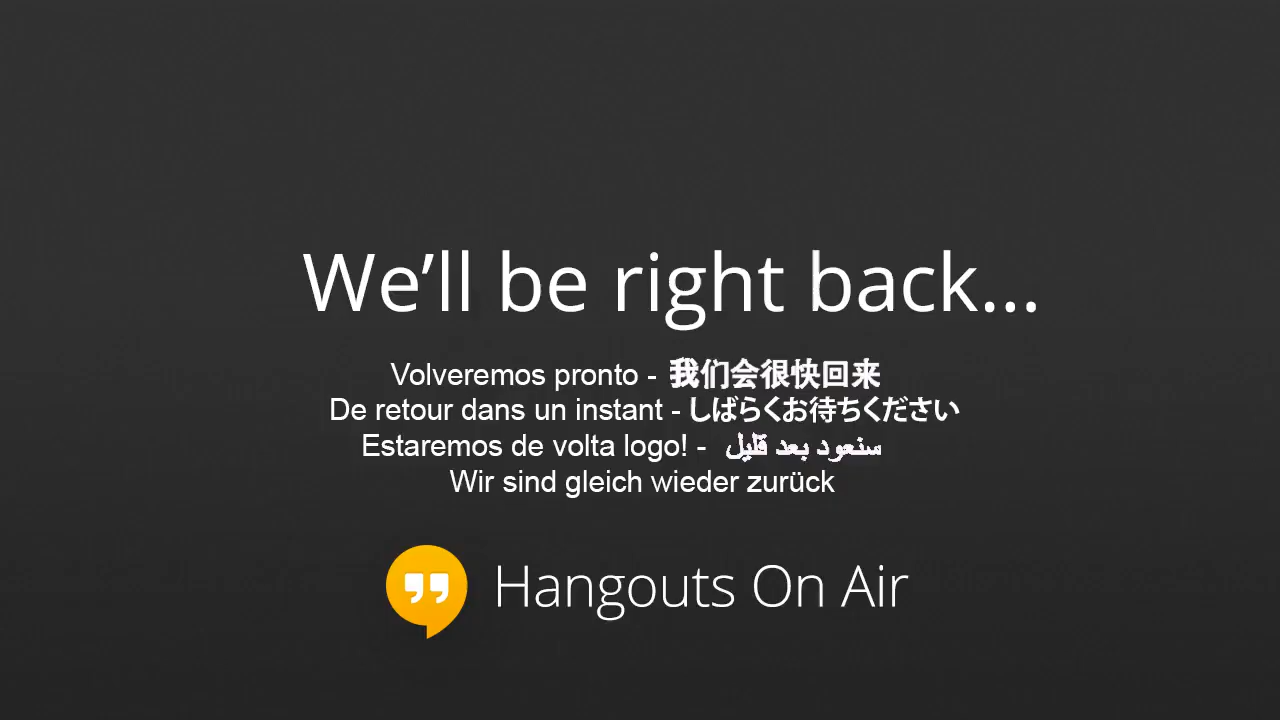 We’ll be right back...
Volveremos pronto - 我们会很快回来
De retour dans un instant - しばらくお待ちください
Estaremos de volta logo! - سنعود بعد قليل
Wir sind gleich wieder zurück
Hangouts On Air